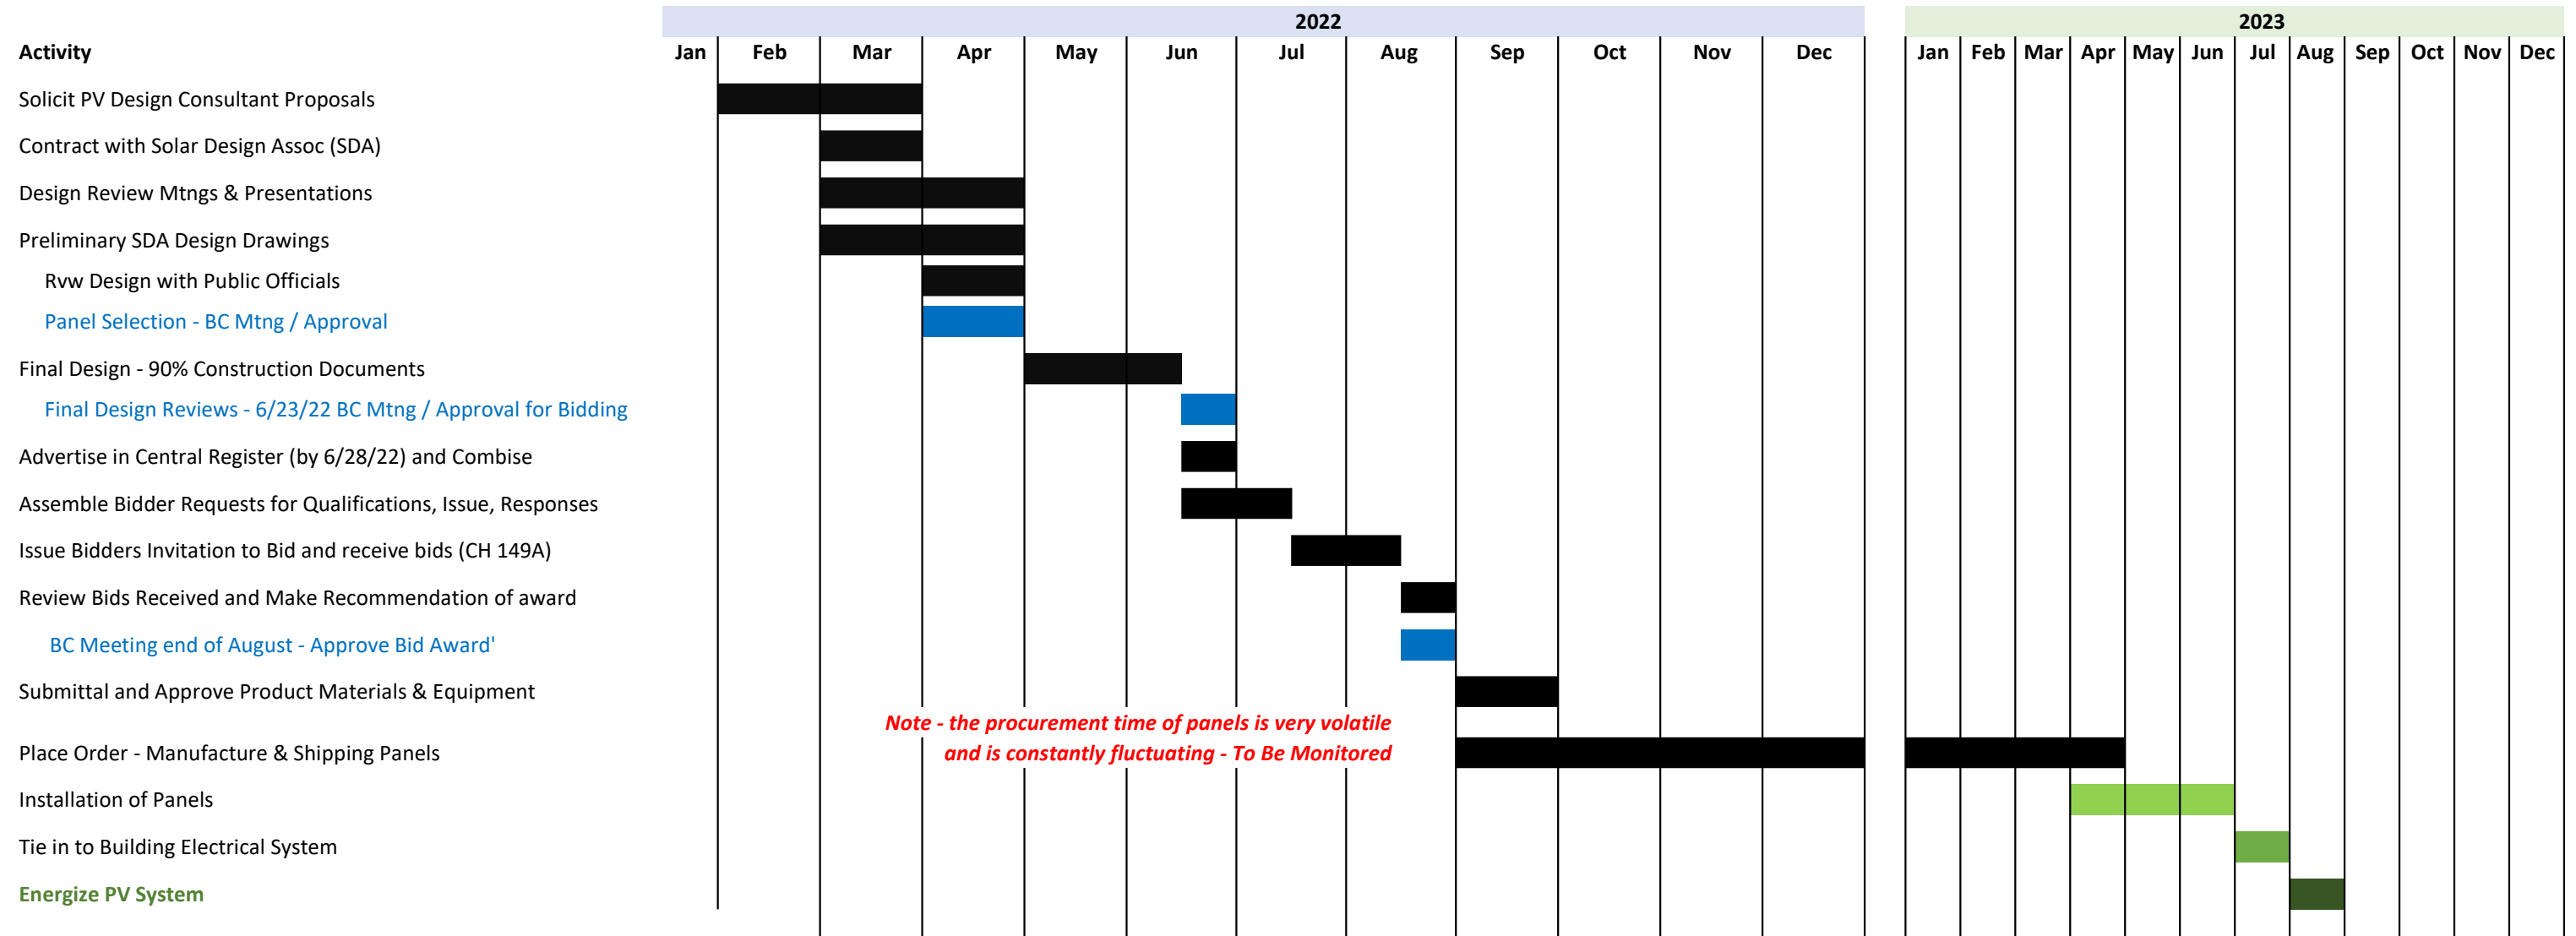 2022 2023
Activity Jan Feb Mar Apr May Jun Jul Aug Sep Oct Nov Dec Jan Feb Mar Apr May Jun Jul Aug Sep Oct Nov Dec
Solicit PV Design Consultant Proposals
Contract with Solar Design Assoc (SDA)
Design Review Mtngs & Presentations
Preliminary SDA Design Drawings
Rvw Design with Public Officials
Panel Selection - BC Mtng / Approval
Final Design - 90% Construction Documents
Final Design Reviews - 6/23/22 BC Mtng / Approval for Bidding
Advertise in Central Register (by 6/28/22) and Combise
Assemble Bidder Requests for Qualifications, Issue, Responses
Issue Bidders Invitation to Bid and receive bids (CH 149A)
Review Bids Received and Make Recommendation of award
BC Meeting end of August - Approve Bid Award'
Submittal and Approve Product Materials & Equipment
Note - the procurement time of panels is very volatile
Place Order - Manufacture & Shipping Panels and is constantly fluctuating - To Be Monitored
Installation of Panels
Tie in to Building Electrical System
Energize PV System